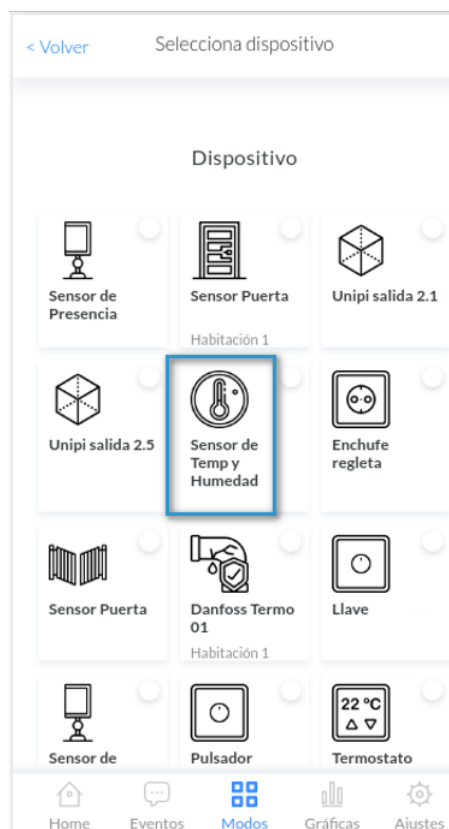 < Volver Selecciona dispositivo
Dispositivo
Sensor de
Presencia
Sensor Puerta
Habitación 1
Unipi salida 2.1
Unipi salida 2.5
Sensor de
Temp y
Humedad
Enchufe
regleta
Sensor Puerta
Danfoss Termo
01
Habitación 1
Llave
Sensor de
Pulsador
22 °C
Termostato
Home Eventos Modos Gráficas Ajustes